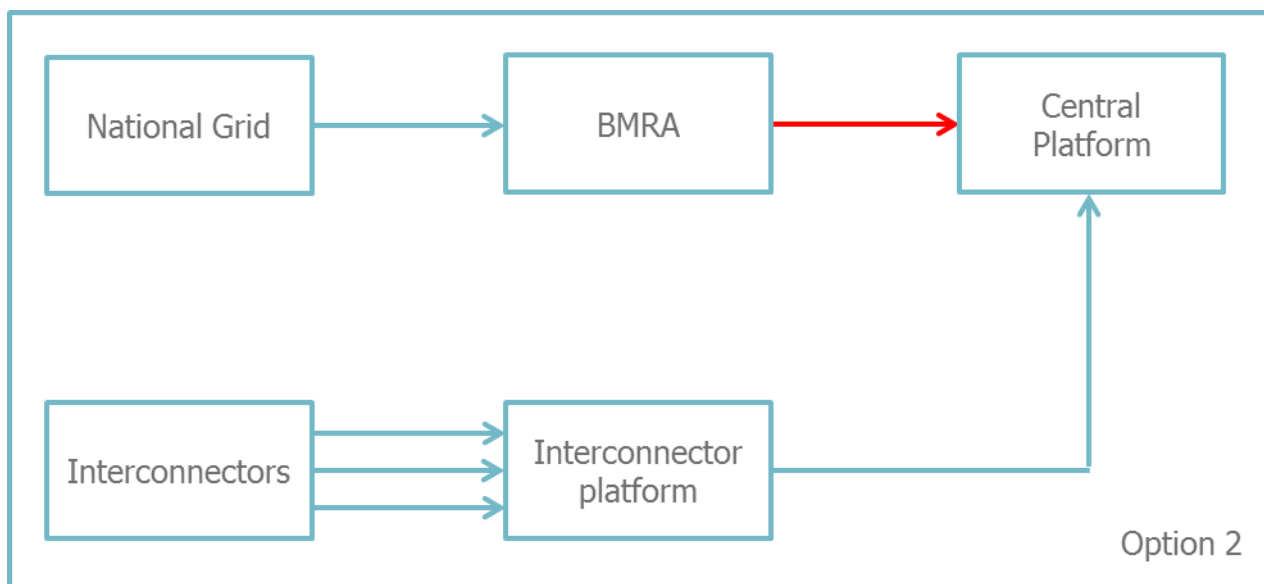 National Grid
BMRA
Central
Platform
Interconnectors
Interconnector
platform
Option 2